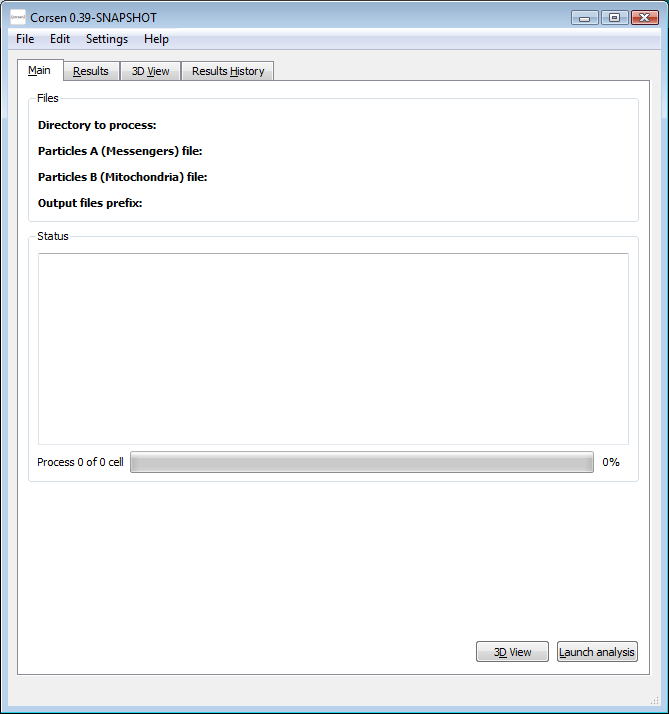 Corsen 0.39-SNAPSHOT
File Edit Settings Help
Main Results 3D View Results History
Files
Directory to process:
Particles A (Messengers) file:
Particles B (Mitochondria) file:
Output files prefix:
Status
Process 0 of 0 cell 0%
3D View Launch analysis